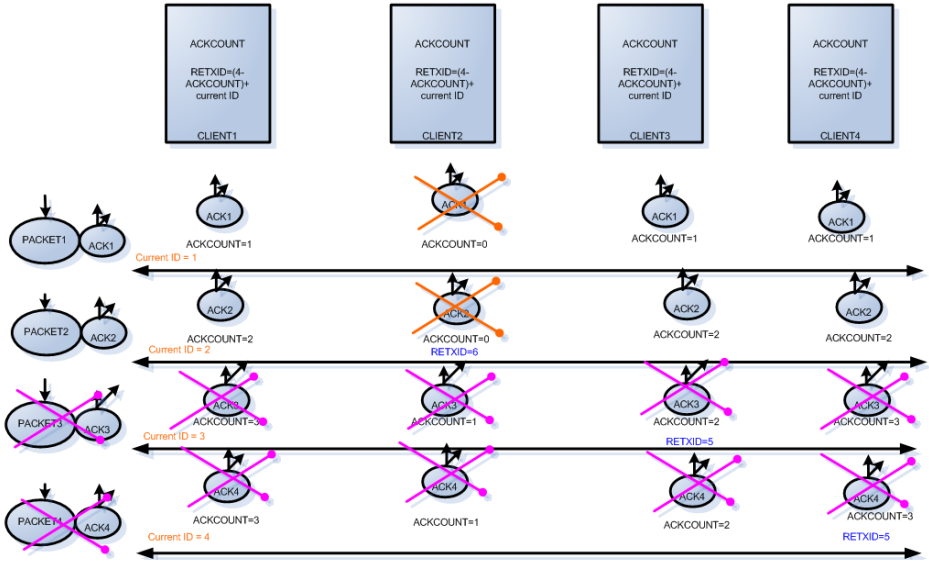 ACKCOUNT
RETXID=(4-
ACKCOUNT)+
current ID
CLIENT1
ACKCOUNT
RETXID=(4-
ACKCOUNT)+
current ID
CLIENT2
ACKCOUNT
RETXID=(4-
ACKCOUNT)+
current ID
CLIENT3
ACKCOUNT
RETXID=(4-
ACKCOUNT)+
current ID
CLIENT4
PACKET1
ACK1
ACK1
ACKCOUNT=1
ACK1
ACKCOUNT=0
ACK1
ACKCOUNT=1
ACK1
ACKCOUNT=1
Current ID = 1
PACKET2
ACK2
ACK2
ACKCOUNT=2
ACK2
ACKCOUNT=0
RETXID=6
ACK2
ACKCOUNT=2
ACK2
ACKCOUNT=2
Current ID = 2
PACKET3
ACK3
ACK3
ACKCOUNT=3
ACK3
ACKCOUNT=1
ACK3
ACKCOUNT=2
RETXID=5
ACK3
ACKCOUNT=3
Current ID = 3
PACKET4
ACK4
ACK4
ACKCOUNT=3
ACK4
ACKCOUNT=1
ACK4
ACKCOUNT=2
ACK4
ACKCOUNT=3
RETXID=5
Current ID = 4